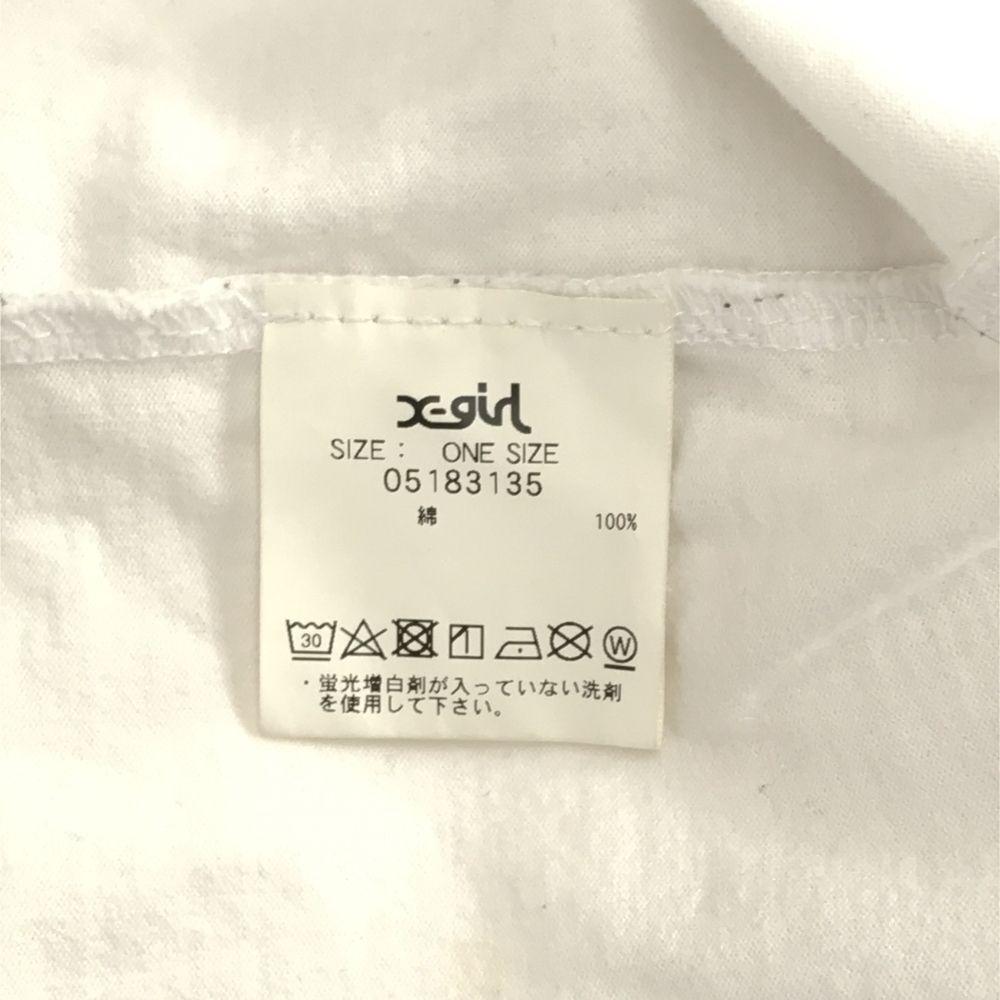 X-girl
SIZE : ONE SIZE
05183135
綿 100%
30 W
・蛍光増白剤が入っていない洗剤
を使用して下さい。